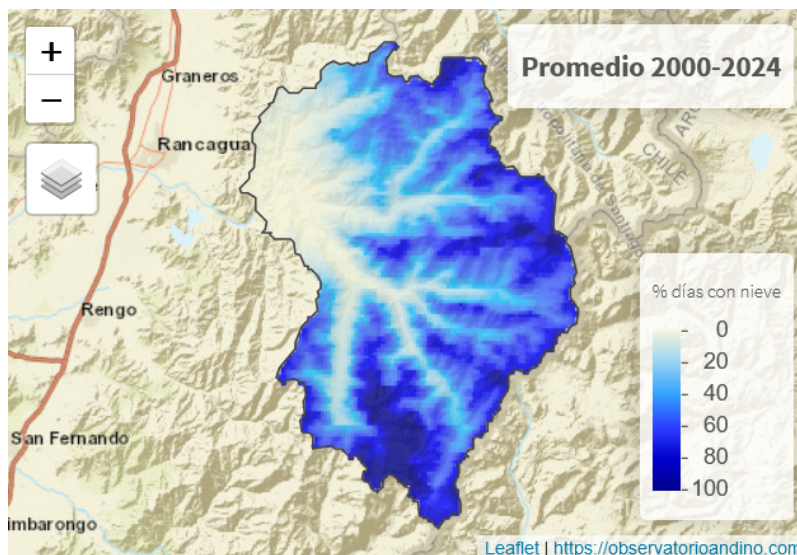 +
−
Promedio 2000-2024
Graneros
Rancagua
CHILE
Rengo
San Fernando
imbarongo
% días con nieve
0
20
40
60
80
100
Leaflet | https://observatorioandino.com